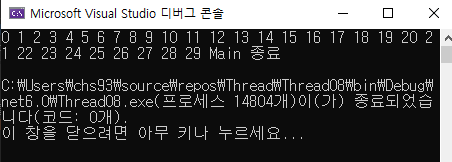 Microsoft Visual Studio 디버그 콘솔
0 1 2 3 4 5 6 7 8 9 10 11 12 13 14 15 16 17 18 19 20 2
1 22 23 24 25 26 27 28 29 Main 종료
C:₩Users₩chs93₩source₩repos₩Thread₩Thread08₩bin₩Debug₩
net6.0₩Thread08.exe(프로세스 14804개)이(가) 종료되었습
니다(코드: 0개).
이 창을 닫으려면 아무 키나 누르세요...